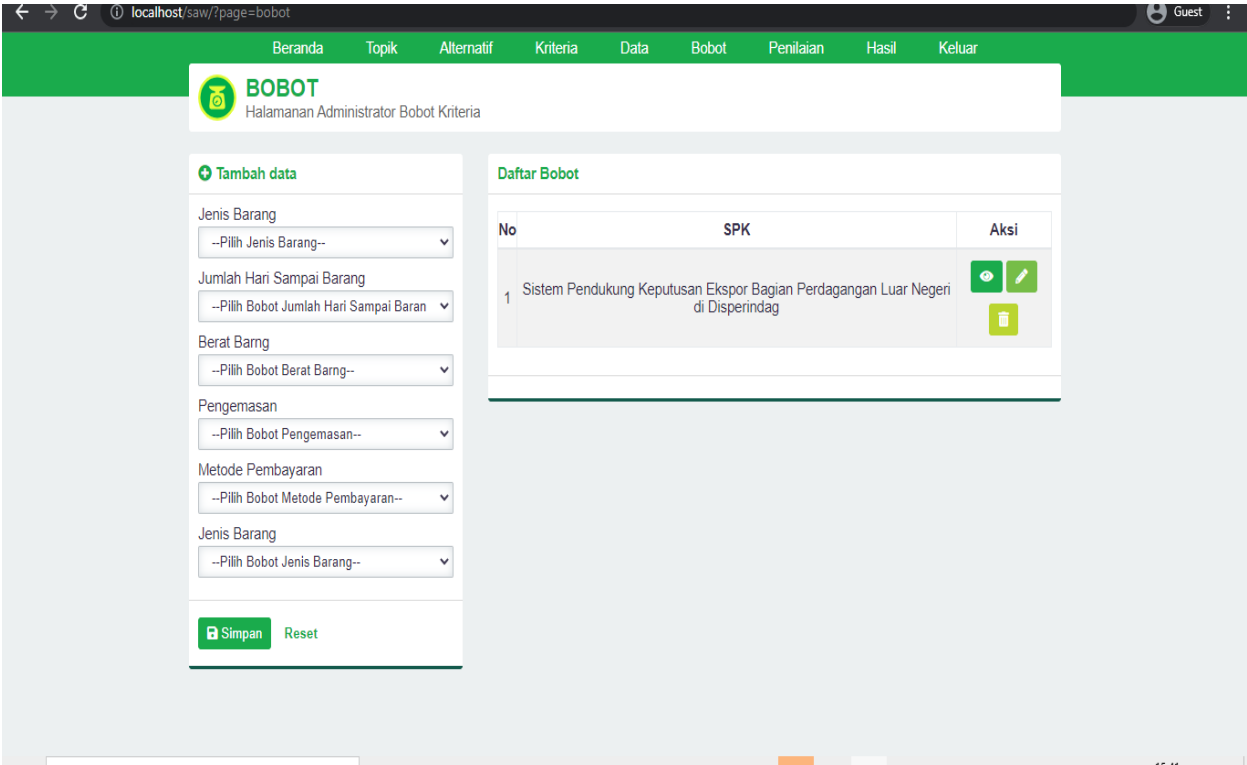 localhost/saw/?page=bobot
Guest
Beranda Topik Alternatif Kriteria Data Bobot Penilaian Hasil Keluar
BOBOT
Halamanan Administrator Bobot Kriteria
Tambah data
Jenis Barang
--Pilih Jenis Barang--
Jumlah Hari Sampai Barang
--Pilih Bobot Jumlah Hari Sampai Baran
Berat Barng
--Pilih Bobot Berat Barng--
Pengemasan
--Pilih Bobot Pengemasan--
Metode Pembayaran
--Pilih Bobot Metode Pembayaran--
Jenis Barang
--Pilih Bobot Jenis Barang--
Simpan Reset
Daftar Bobot
No SPK Aksi
1 Sistem Pendukung Keputusan Ekspor Bagian Perdagangan Luar Negeri
di Disperindag